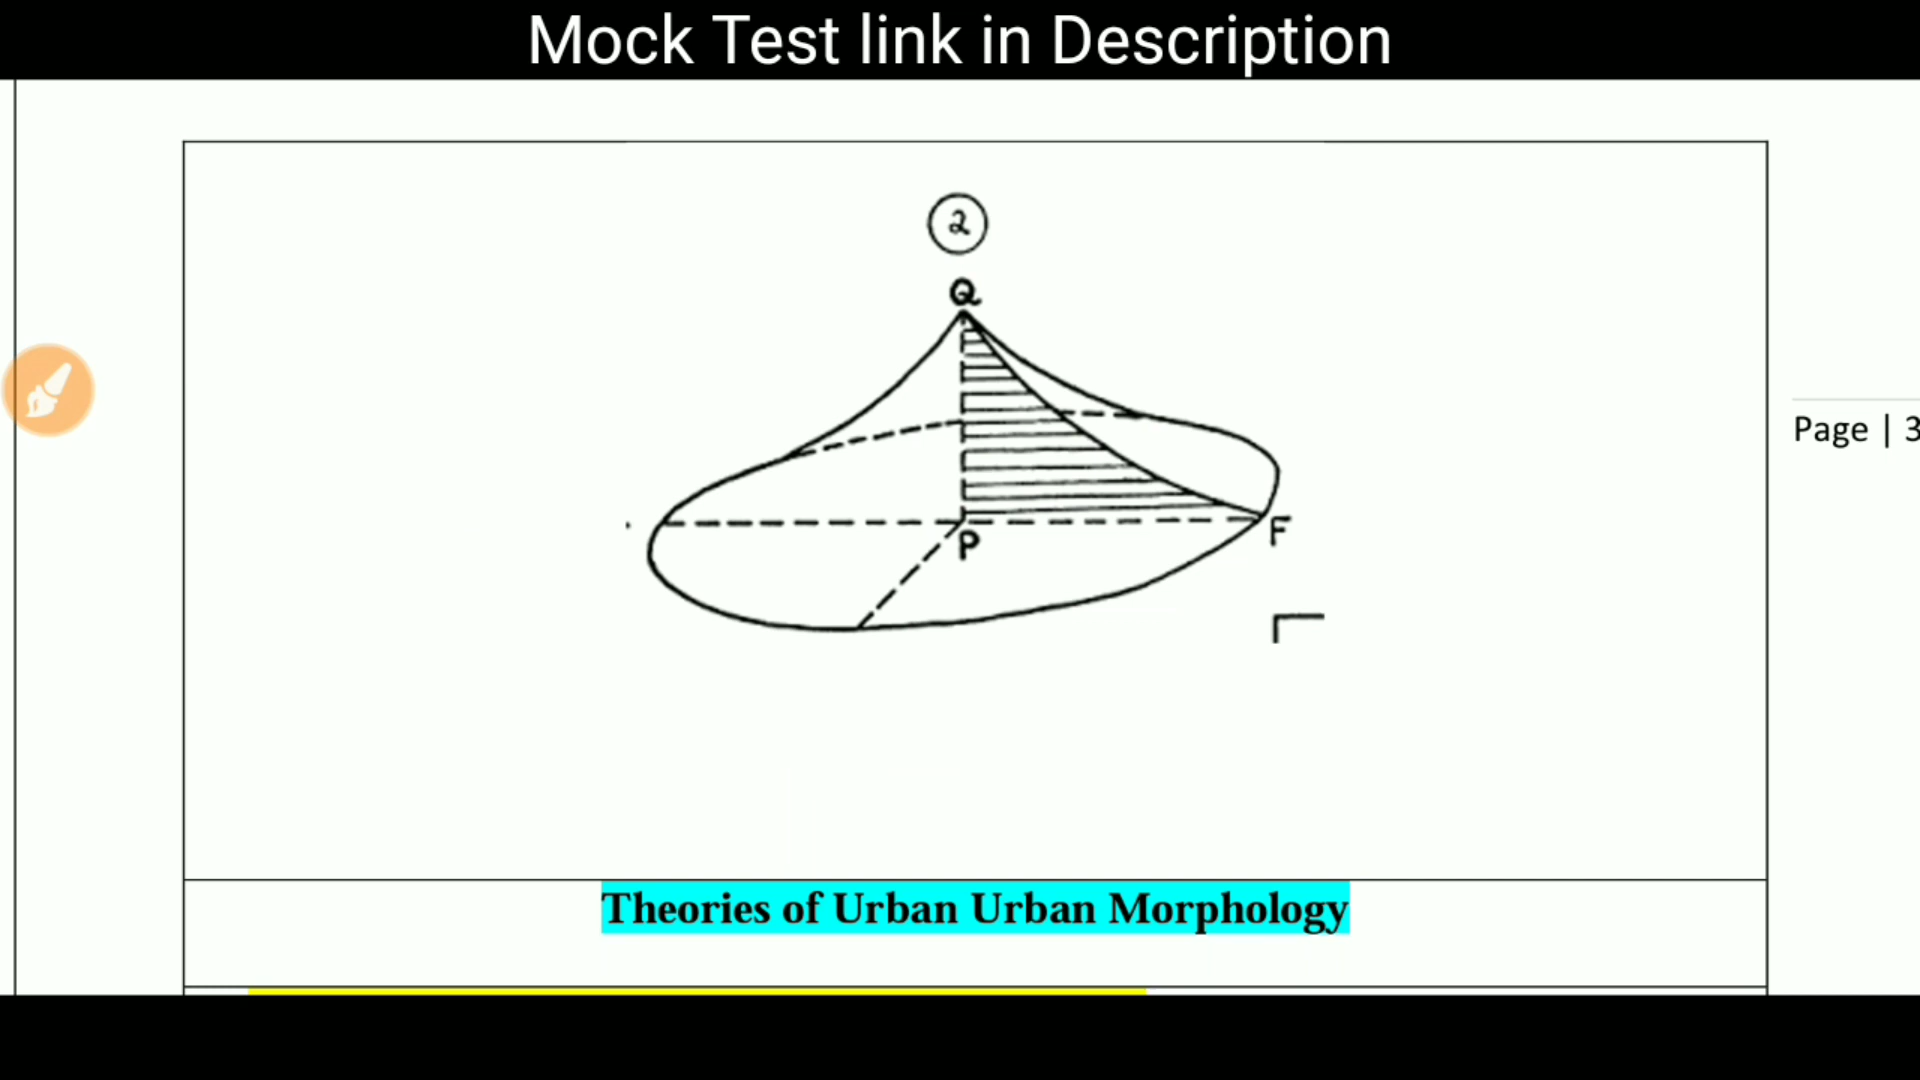 Mock Test link in Description
2
Q
Page | 3
P
F
Theories of Urban Urban Morphology